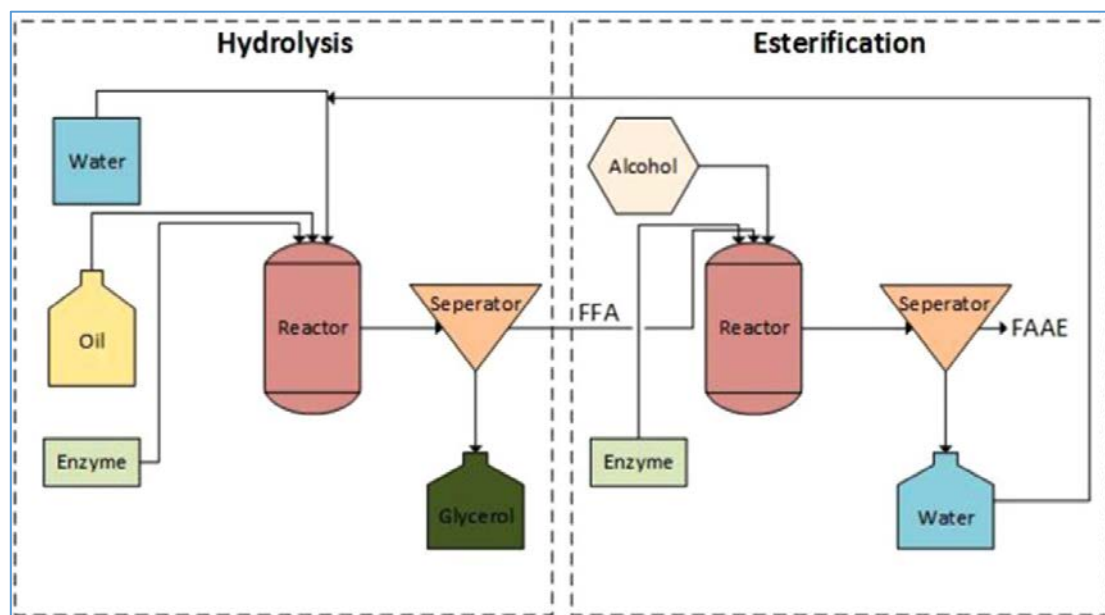 Hydrolysis
Water
Oil
Enzyme
Reactor
Seperator
Glycerol
FFA
Esterification
Alcohol
Enzyme
Reactor
Seperator
FAAE
Water